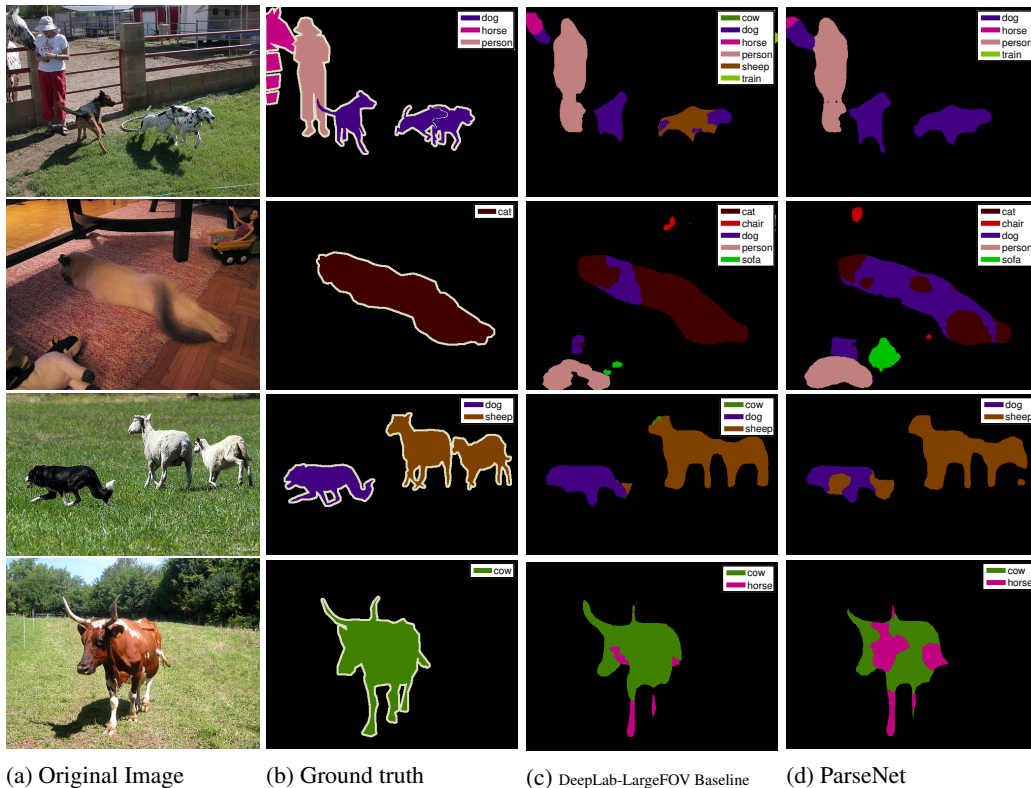 dog
horse
person
cow
dog
horse
person
sheep
train
dog
horse
person
train
cat
cat
chair
dog
person
sofa
cat
chair
dog
person
sofa
dog
sheep
cow
dog
sheep
dog
sheep
cow
cow
horse
cow
horse
(a) Original Image
(b) Ground truth
(c) DeepLab-LargeFOV Baseline
(d) ParseNet